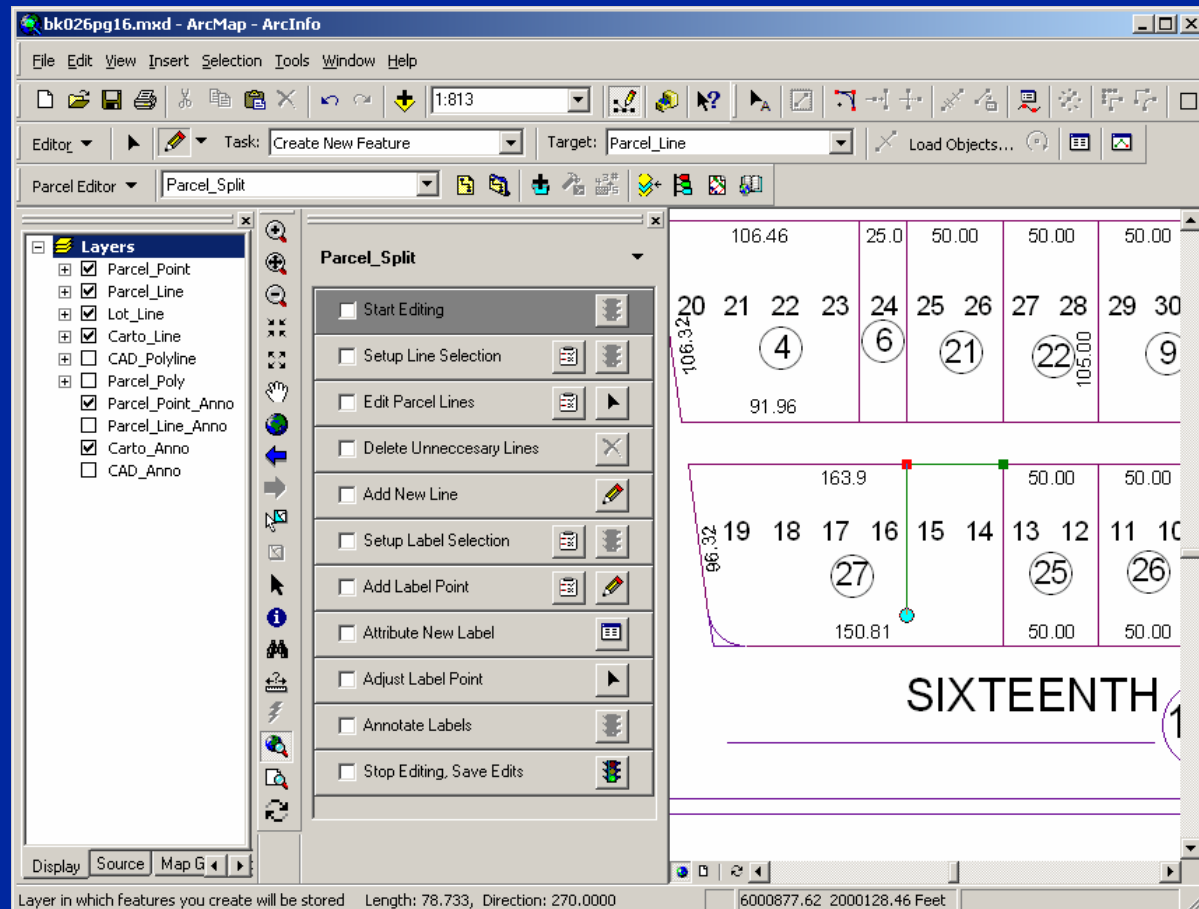 bk026pg16.mxd - ArcMap - ArcInfo
File Edit View Insert Selection Tools Window Help
1:813
Editor Task: Create New Feature Target: Parcel_Line Load Objects...
Parcel Editor Parcel_Split
Layers
Parcel_Point
Parcel_Line
Lot_Line
Carto_Line
CAD_Polyline
Parcel_Poly
Parcel_Point_Anno
Parcel_Line_Anno
Carto_Anno
CAD_Anno
Display Source Map G
Parcel_Split
Start Editing
Setup Line Selection
Edit Parcel Lines
Delete Unneccesary Lines
Add New Line
Setup Label Selection
Add Label Point
Attribute New Label
Adjust Label Point
Annotate Labels
Stop Editing, Save Edits
106.46 25.0 50.00 50.00 50.00
20 21 22 23 24 25 26 27 28 29 30
106.32 4 6 21 22 105.00 9
91.96
163.9 50.00 50.00
19 18 17 16 15 14 13 12 11 10
96.32 27 25 26
150.81 50.00 50.00
SIXTEENTH
1
Layer in which features you create will be stored Length: 78.733, Direction: 270.0000 6000877.62 2000128.46 Feet